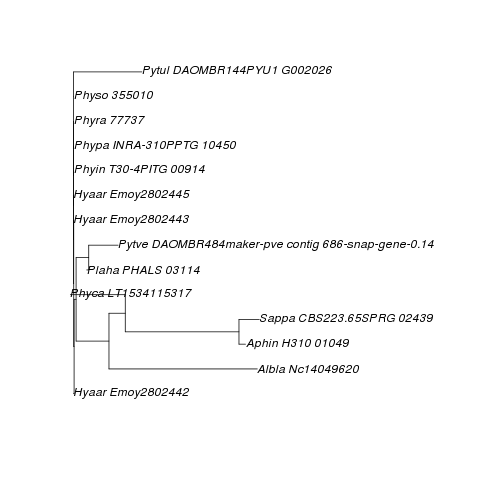 Pytul DAOMBR144PYU1 G002026
Physo 355010
Phyra 77737
Phypa INRA-310PPTG 10450
Phyin T30-4PITG 00914
Hyaar Emoy2802445
Hyaar Emoy2802443
Pytve DAOMBR484maker-pve contig 686-snap-gene-0.14
Plaha PHALS 03114
Phyca LT1534115317
Sappa CBS223.65SPRG 02439
Aphin H310 01049
Albla Nc14049620
Hyaar Emoy2802442